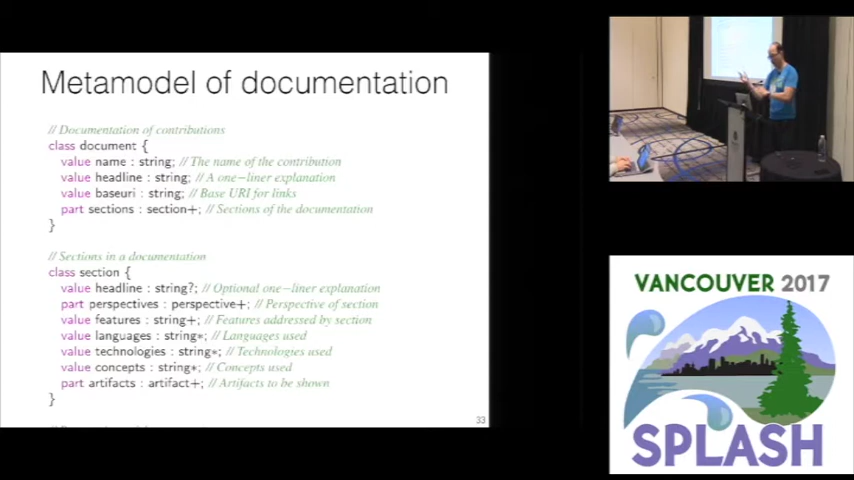 Metamodel of documentation
// Documentation of contributions
class document {
value name : string; // The name of the contribution
value headline : string; // A one−liner explanation
value baseuri : string; // Base URI for links
part sections : section+; // Sections of the documentation
}
// Sections in a documentation
class section {
value headline : string?; // Optional one−liner explanation
part perspectives : perspective+; // Perspective of section
value features : string+; // Features addressed by section
value languages : string*; // Languages used
value technologies : string*; // Technologies used
value concepts : string*; // Concepts used
part artifacts : artifact+; // Artifacts to be shown
}
33
VANCOUVER 2017
SPLASH